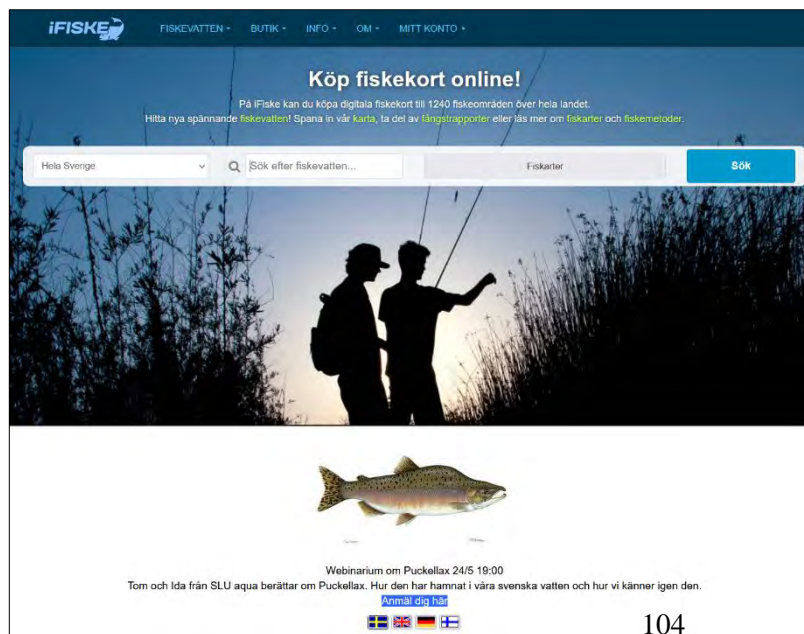 iFISKE
FISKEVATTEN BUTIK INFO OM MITT KONTO
Köp fiskekort online!
På iFiske kan du köpa digitala fiskekort till 1240 fiskeområden över hela landet.
Hitta nya spännande fiskevatten! Spana in vår karta, ta del av fångstrapporter eller läs mer om fiskarter och fiskemetoder.
Hela Sverige Sök efter fiskevatten... Fiskarter Sök
Webinarium om Puckellax 24/5 19:00
Tom och Ida från SLU aqua berättar om Puckellax. Hur den har hamnat i våra svenska vatten och hur vi känner igen den.
Anmäl dig här
104